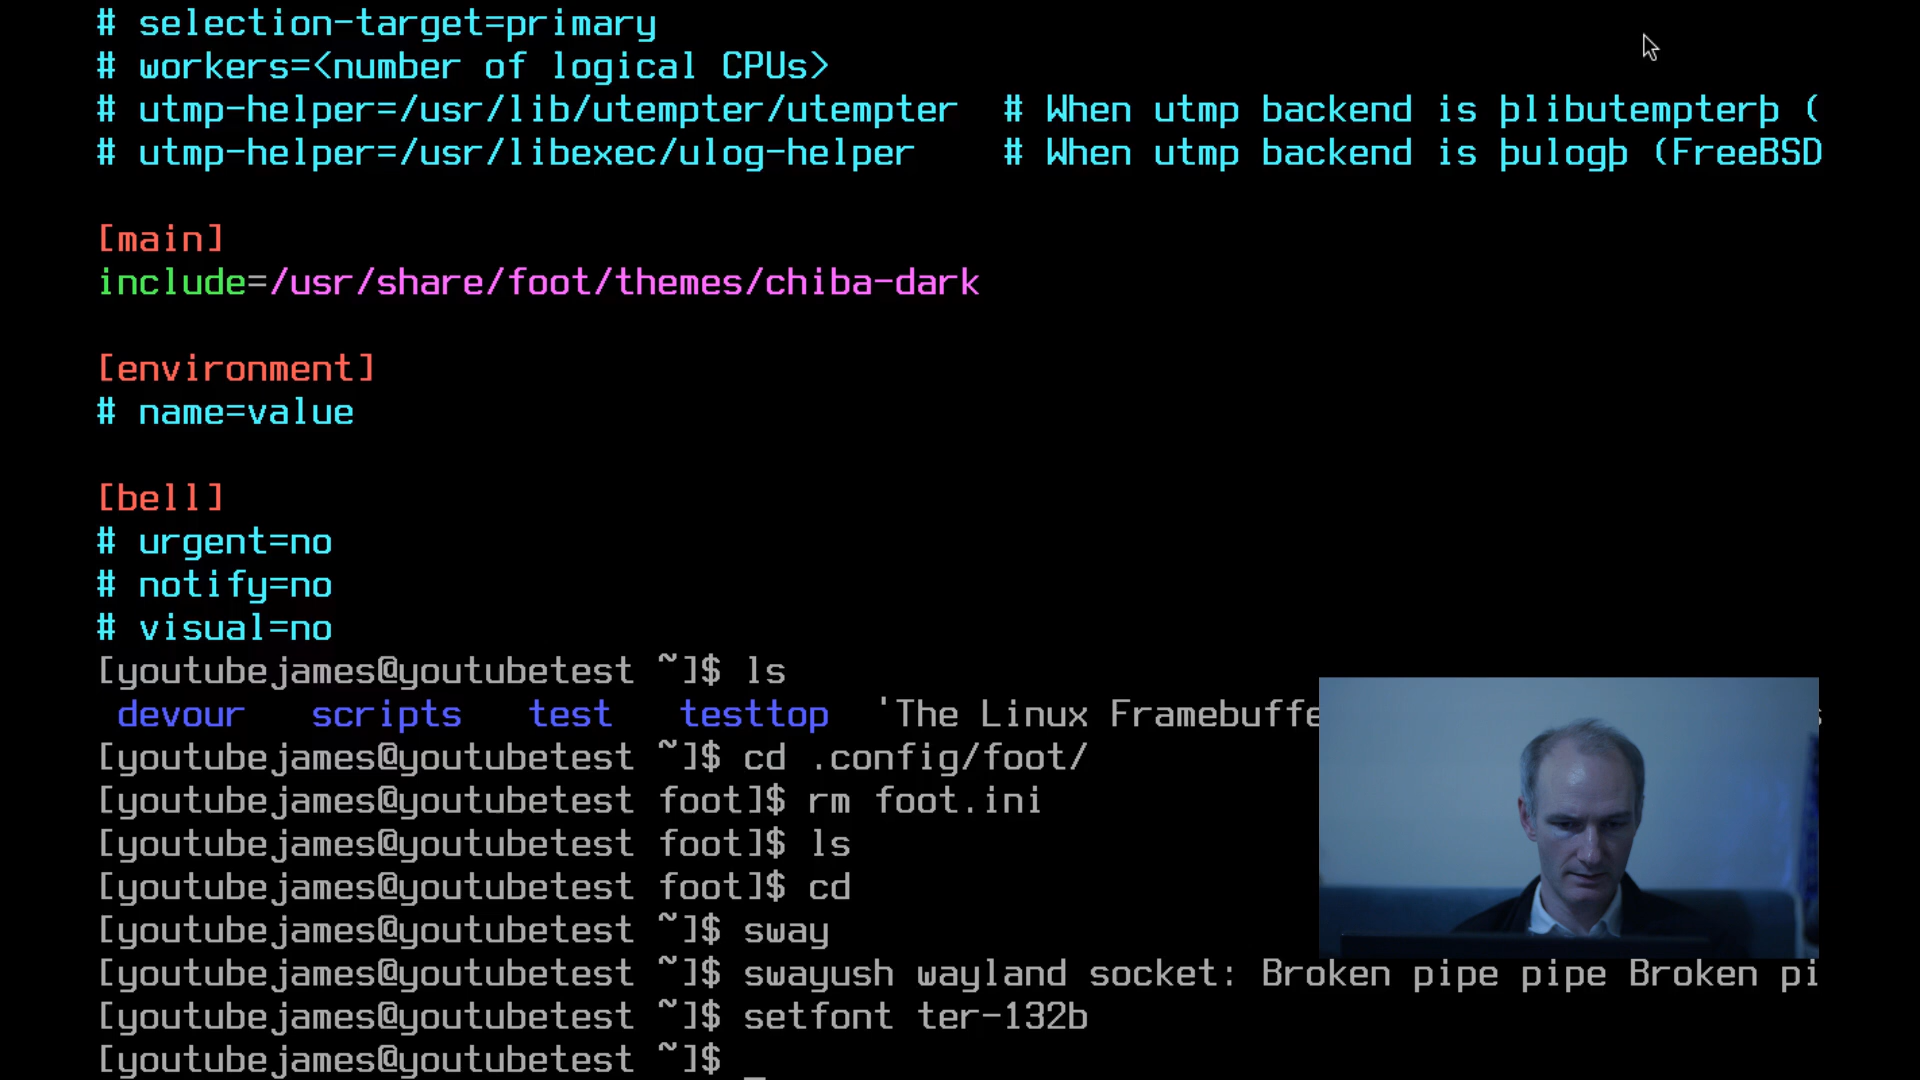 # selection-target=primary
# workers=<number of logical CPUs>
# utmp-helper=/usr/lib/utempter/utempter  # When utmp backend is þlibutempterþ (
# utmp-helper=/usr/libexec/ulog-helper    # When utmp backend is þulogþ (FreeBSD
[main]
include=/usr/share/foot/themes/chiba-dark
[environment]
# name=value
[bell]
# urgent=no
# notify=no
# visual=no
[youtubejames@youtubetest ~]$ ls
devour   scripts   test   testtop  'The Linux Framebuffe
[youtubejames@youtubetest ~]$ cd .config/foot/
[youtubejames@youtubetest foot]$ rm foot.ini
[youtubejames@youtubetest foot]$ ls
[youtubejames@youtubetest foot]$ cd
[youtubejames@youtubetest ~]$ sway
[youtubejames@youtubetest ~]$ swayush wayland socket: Broken pipe pipe Broken pi
[youtubejames@youtubetest ~]$ setfont ter-132b
[youtubejames@youtubetest ~]$ _